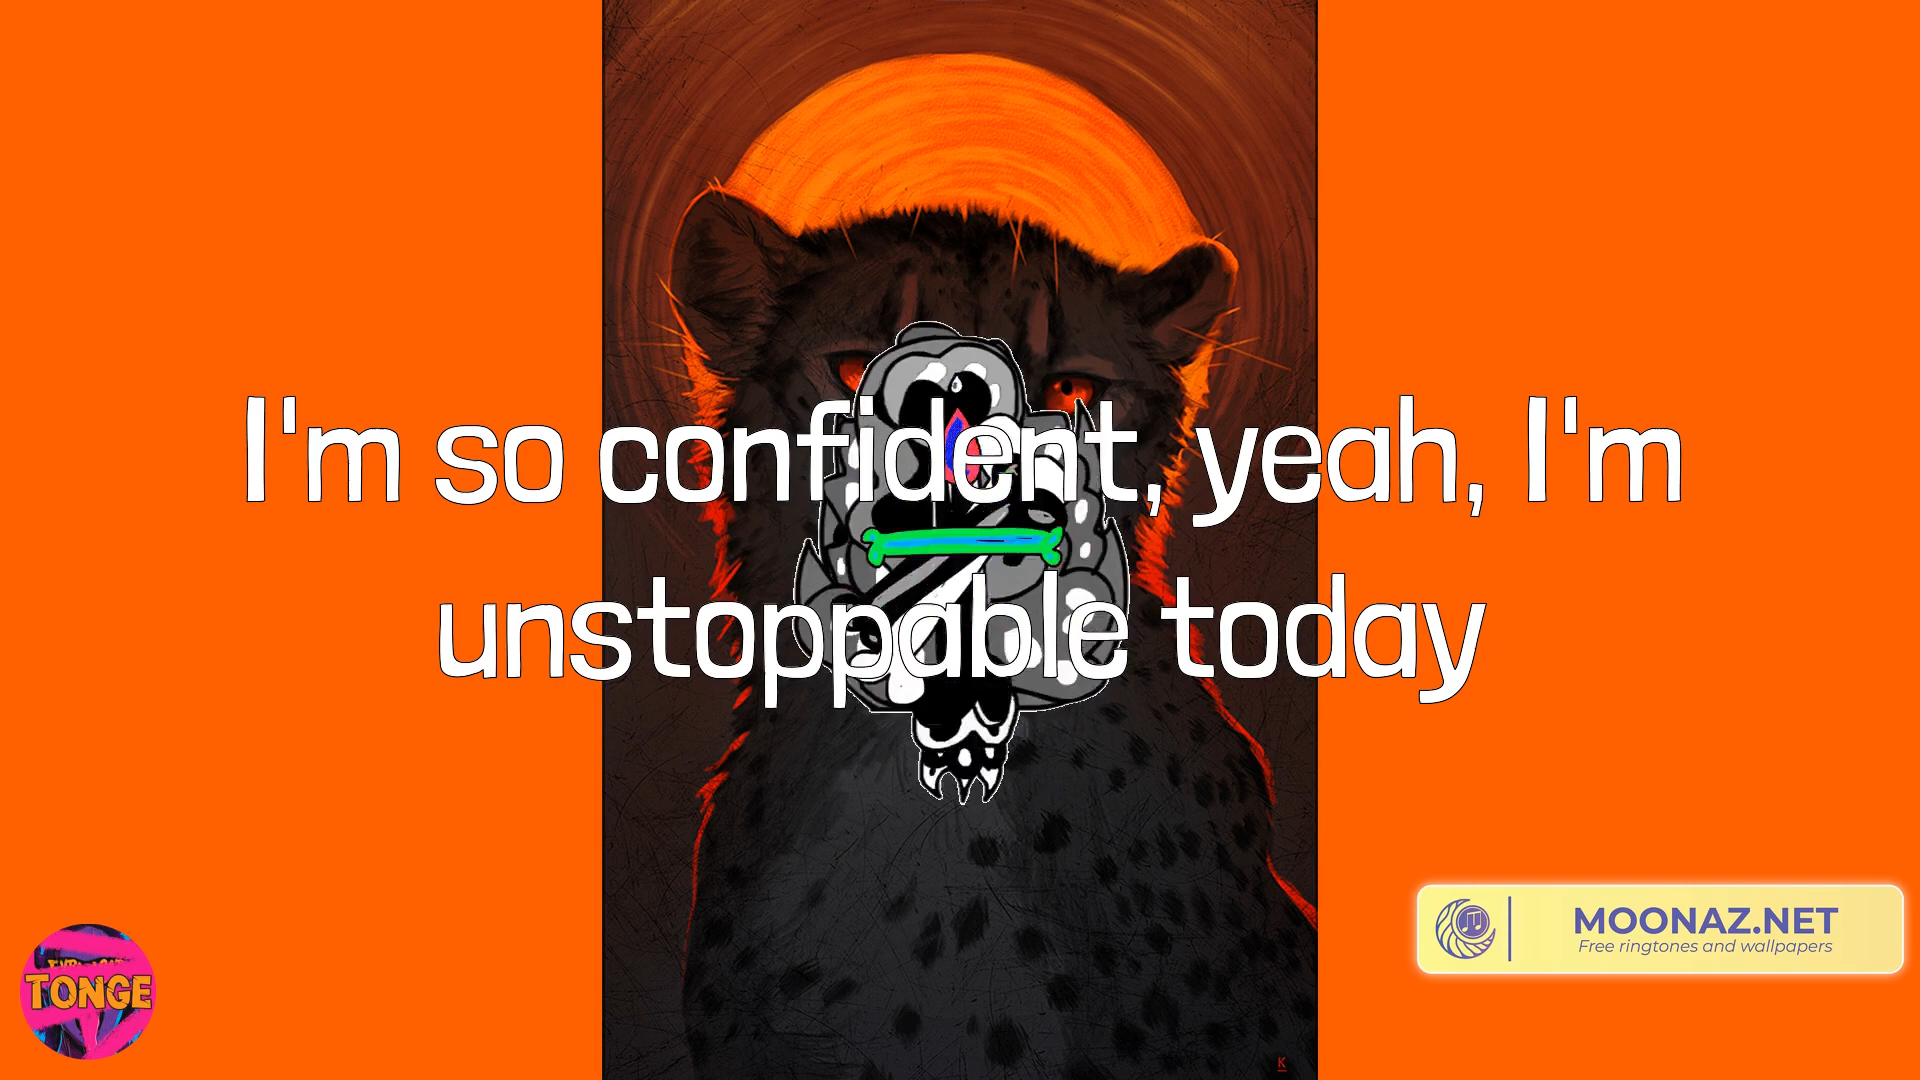 I'm so confident, yeah, I'm
unstoppable today
MOONAZ.NET
Free ringtones and wallpapers
TONGE
K